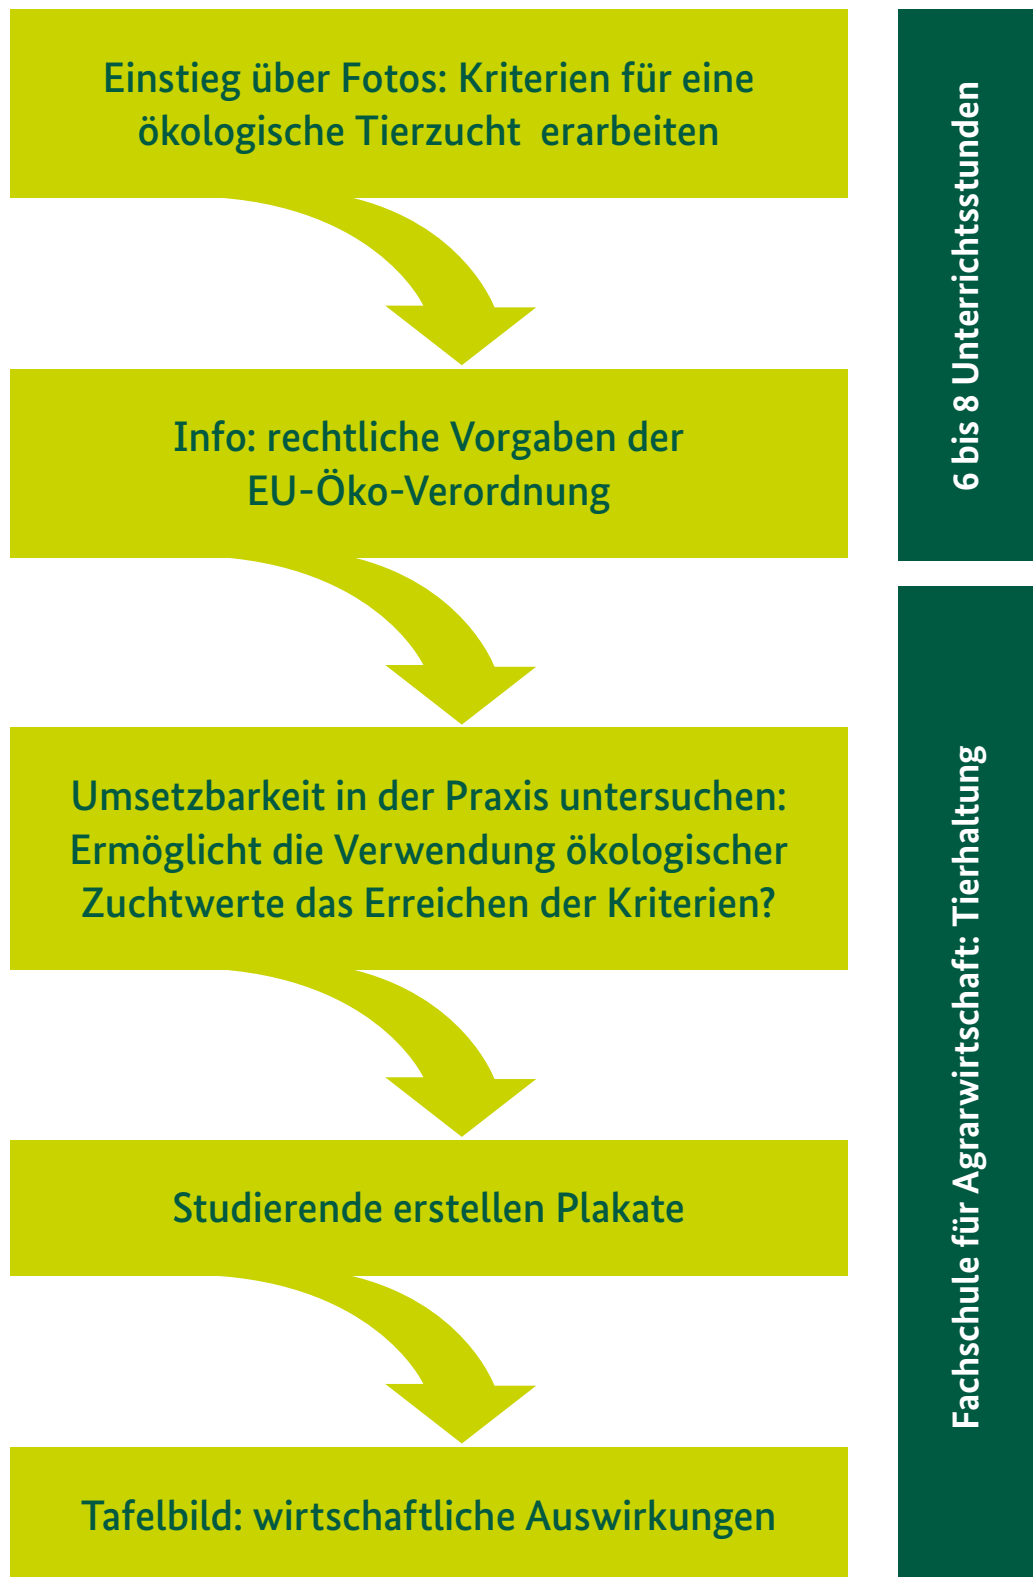 Einstieg über Fotos: Kriterien für eine
ökologische Tierzucht erarbeiten
Info: rechtliche Vorgaben der
EU-Öko-Verordnung
Umsetzbarkeit in der Praxis untersuchen:
Ermöglicht die Verwendung ökologischer
Zuchtwerte das Erreichen der Kriterien?
Studierende erstellen Plakate
Tafelbild: wirtschaftliche Auswirkungen
6 bis 8 Unterrichtsstunden
Fachschule für Agrarwirtschaft: Tierhaltung